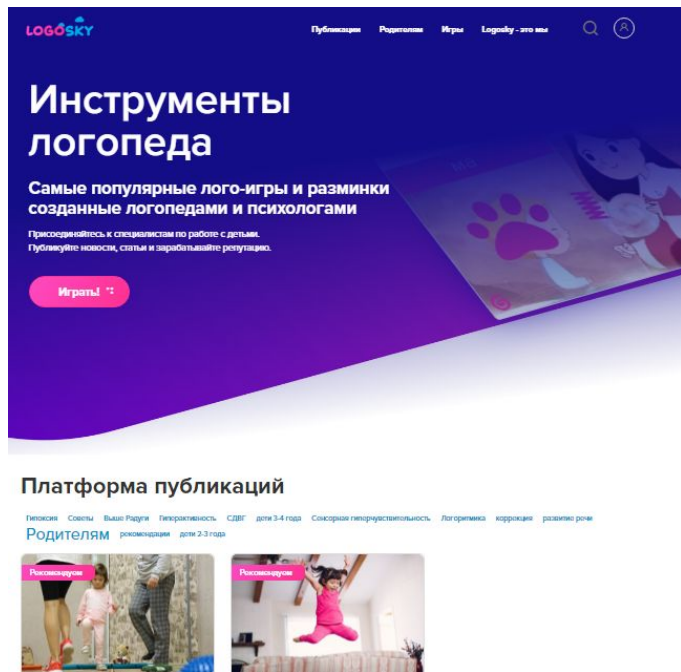 LOGOSKY
Публикации Родителям Игры Logosky - это мы
Инструменты
логопеда
Самые популярные лого-игры и разминки
созданные логопедами и психологами
Присоединяйтесь к специалистам по работе с детьми.
Публикуйте новости, статьи и зарабатывайте репутацию.
Играть!
Платформа публикаций
Гипоксия Советы Выше Радуги Гиперактивность СДВГ дети 3-4 года Сенсорная гиперчувствительность Логоритмика коррекция развитие речи
Родителям рекомендации дети 2-3 года
Рекомендуем Рекомендуем